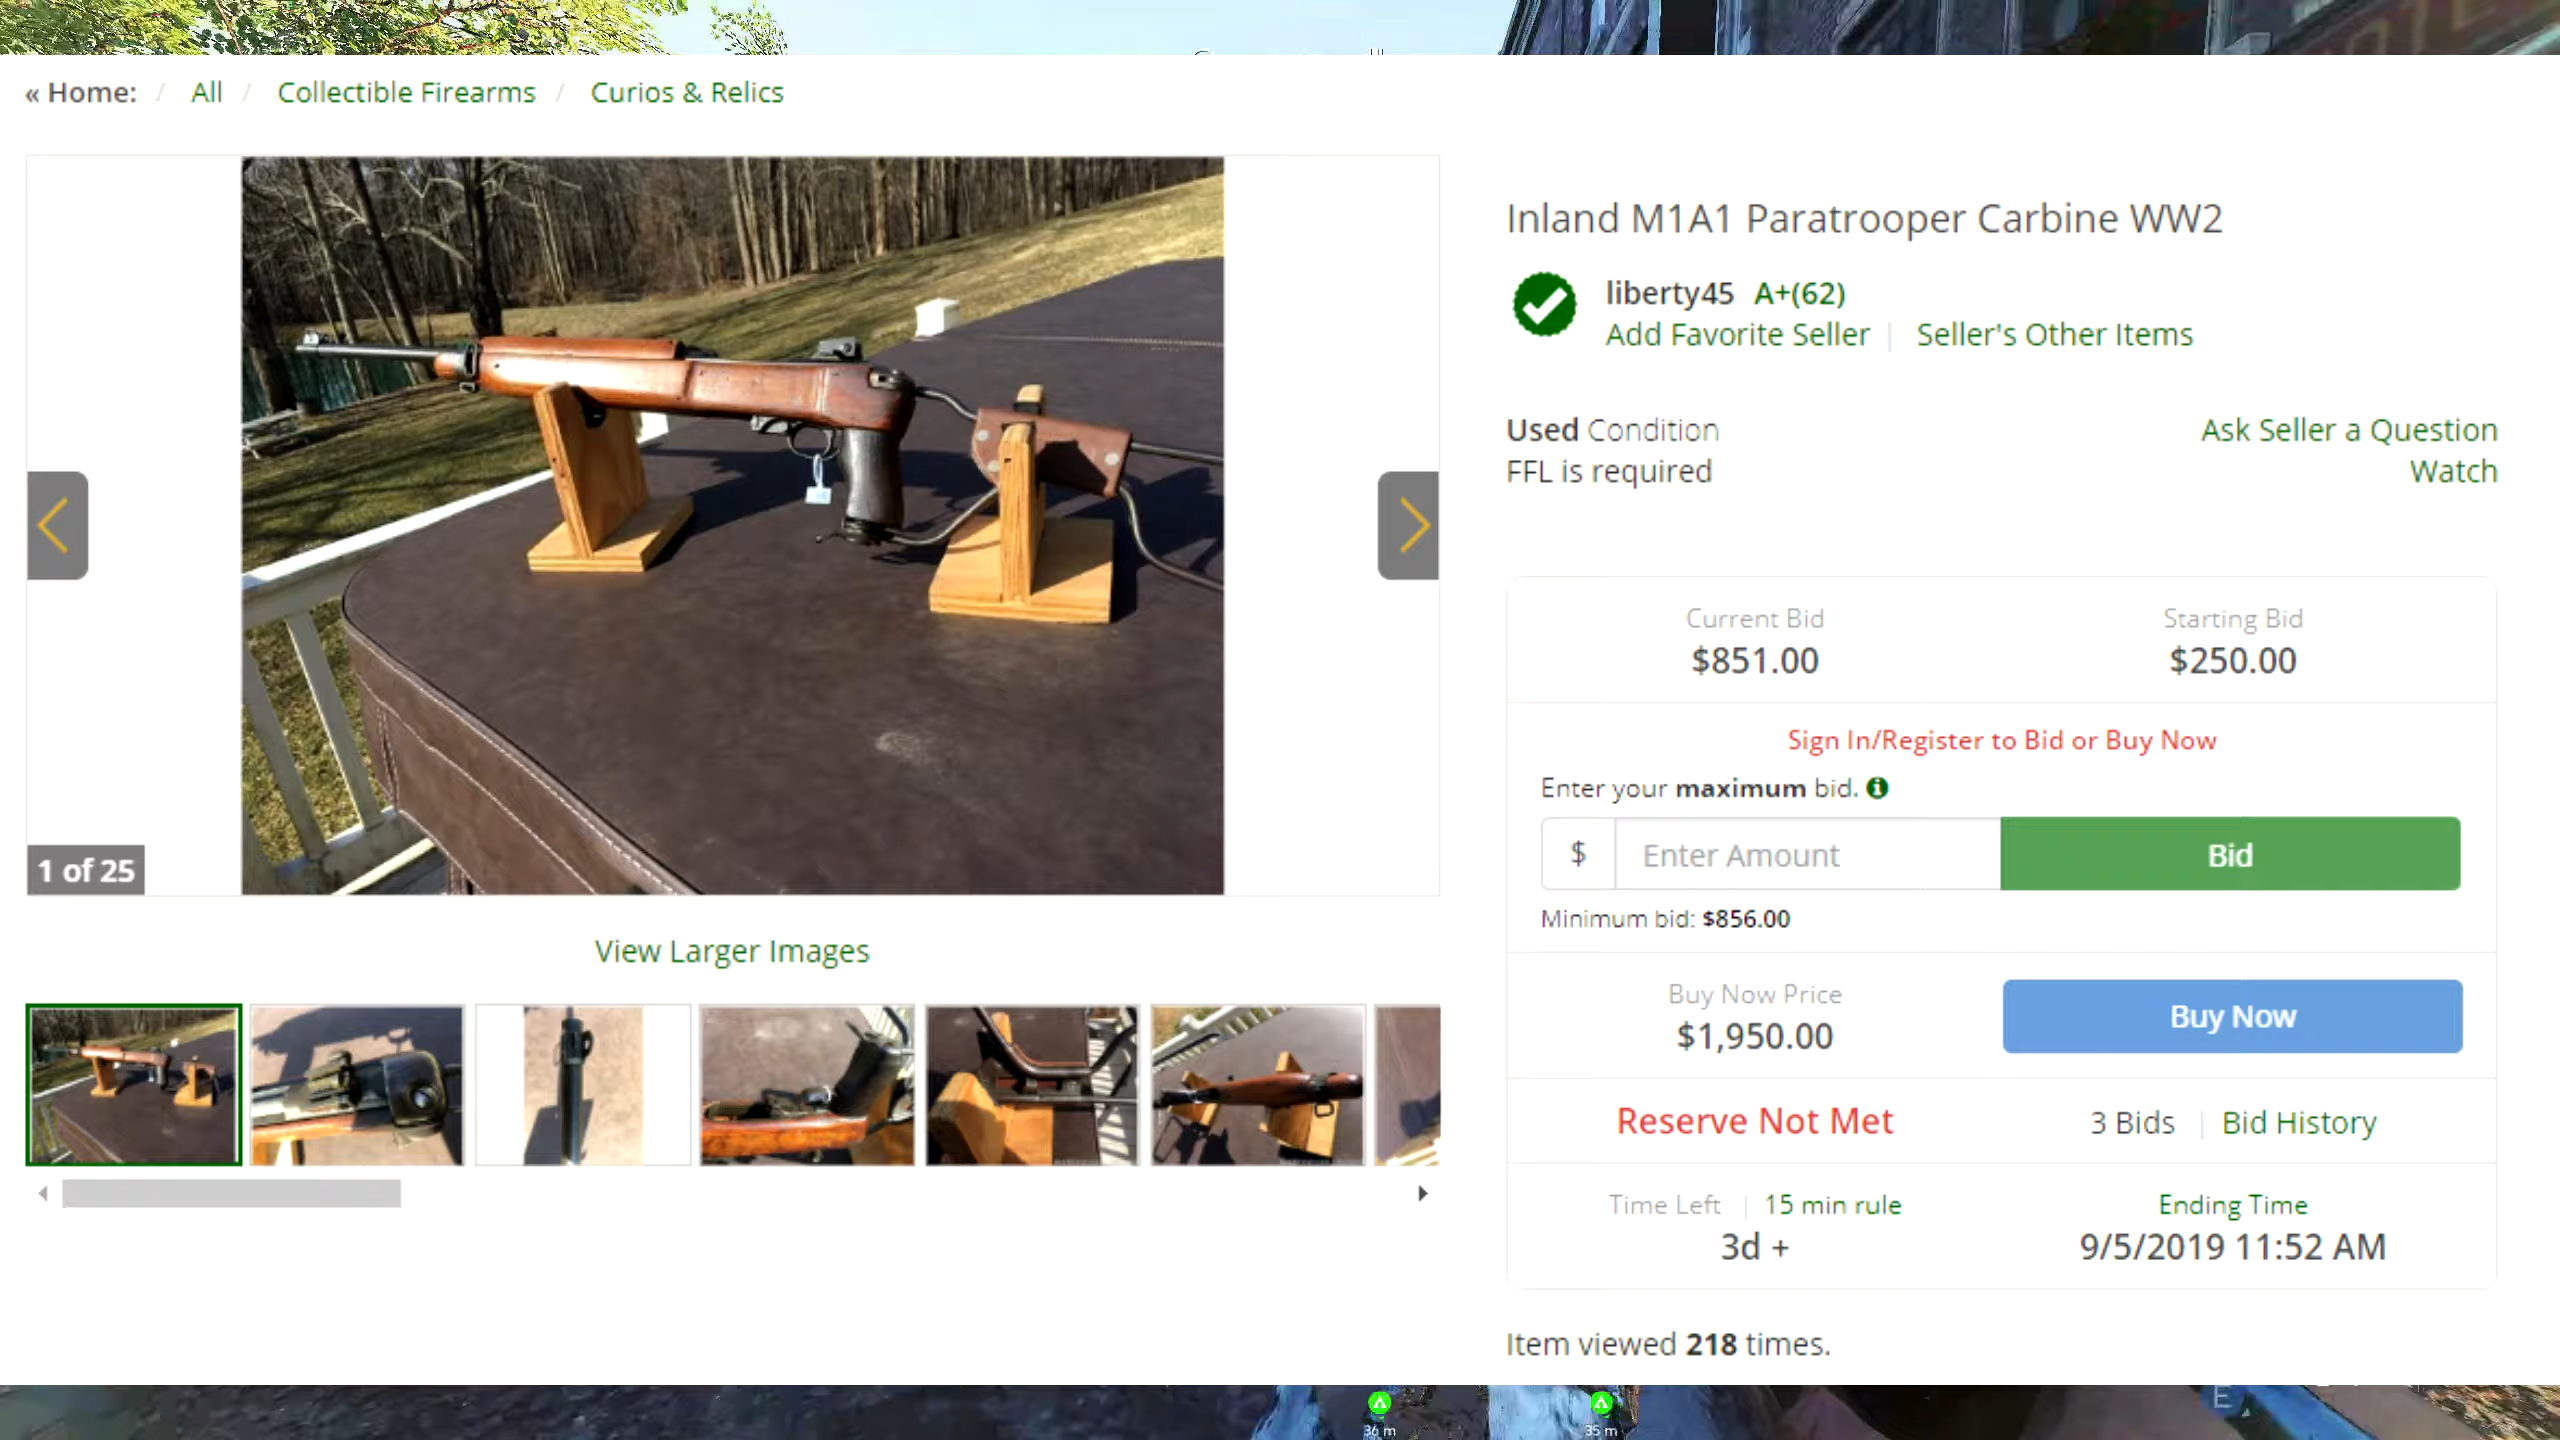 « Home: / All / Collectible Firearms / Curios & Relics
1 of 25
View Larger Images
Inland M1A1 Paratrooper Carbine WW2
liberty45 A+(62)
Add Favorite Seller | Seller's Other Items
Used Condition
Ask Seller a Question
FFL is required
Watch
Current Bid
Starting Bid
$851.00
$250.00
Sign In/Register to Bid or Buy Now
Enter your maximum bid.
$ Enter Amount
Bid
Minimum bid: $856.00
Buy Now Price
$1,950.00
Buy Now
Reserve Not Met
3 Bids | Bid History
Time Left | 15 min rule
Ending Time
3d +
9/5/2019 11:52 AM
Item viewed 218 times.
36 m
35 m
E